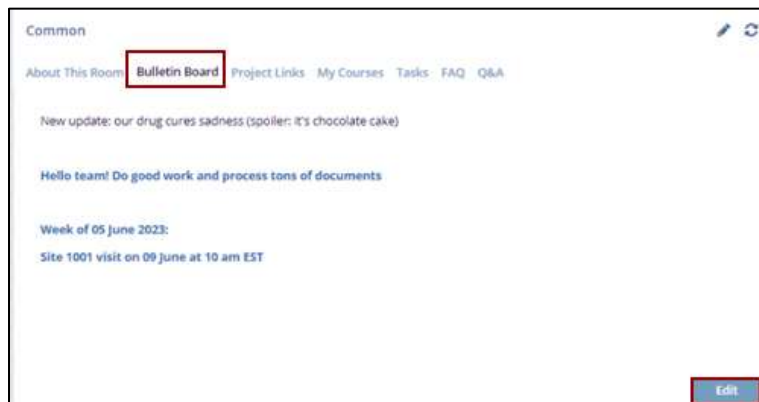 Common
About This Room Bulletin Board Project Links My Courses Tasks FAQ Q&A
New update: our drug cures sadness (spoiler: it's chocolate cake)
Hello team! Do good work and process tons of documents
Week of 05 June 2023:
Site 1001 visit on 09 June at 10 am EST
Edit